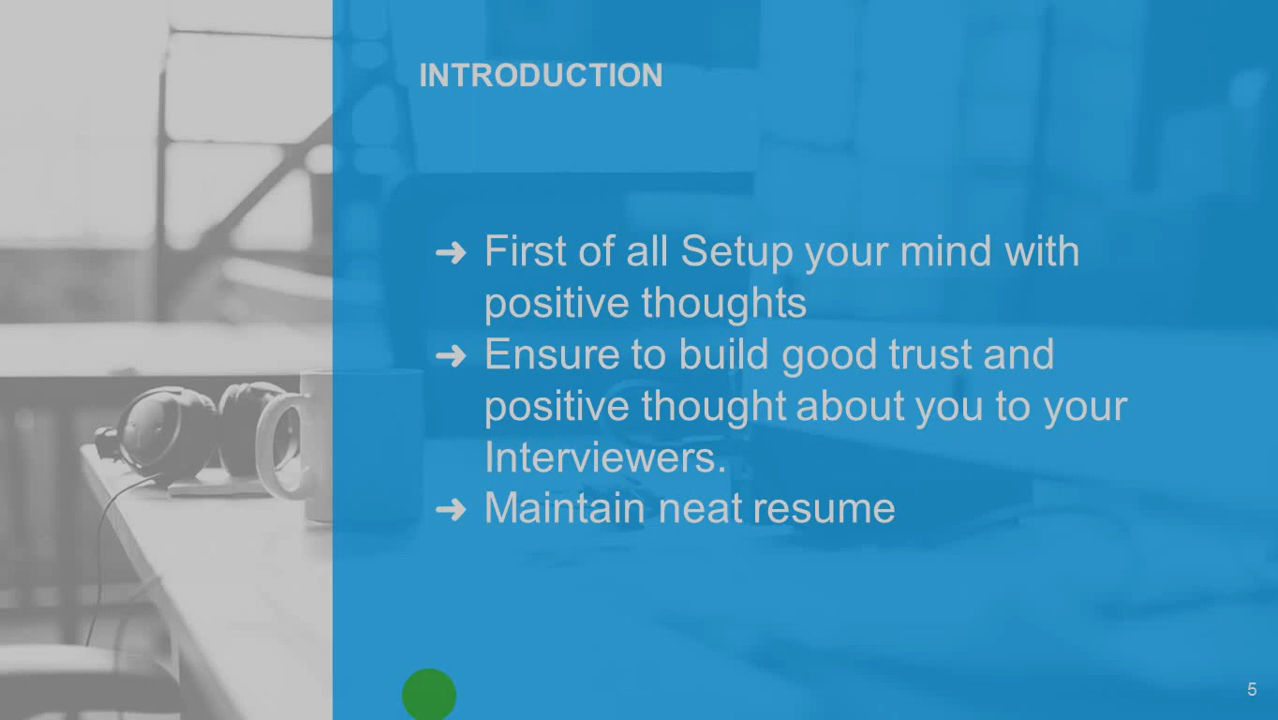 INTRODUCTION
➜ First of all Setup your mind with
positive thoughts
➜ Ensure to build good trust and
positive thought about you to your
Interviewers.
➜ Maintain neat resume
5